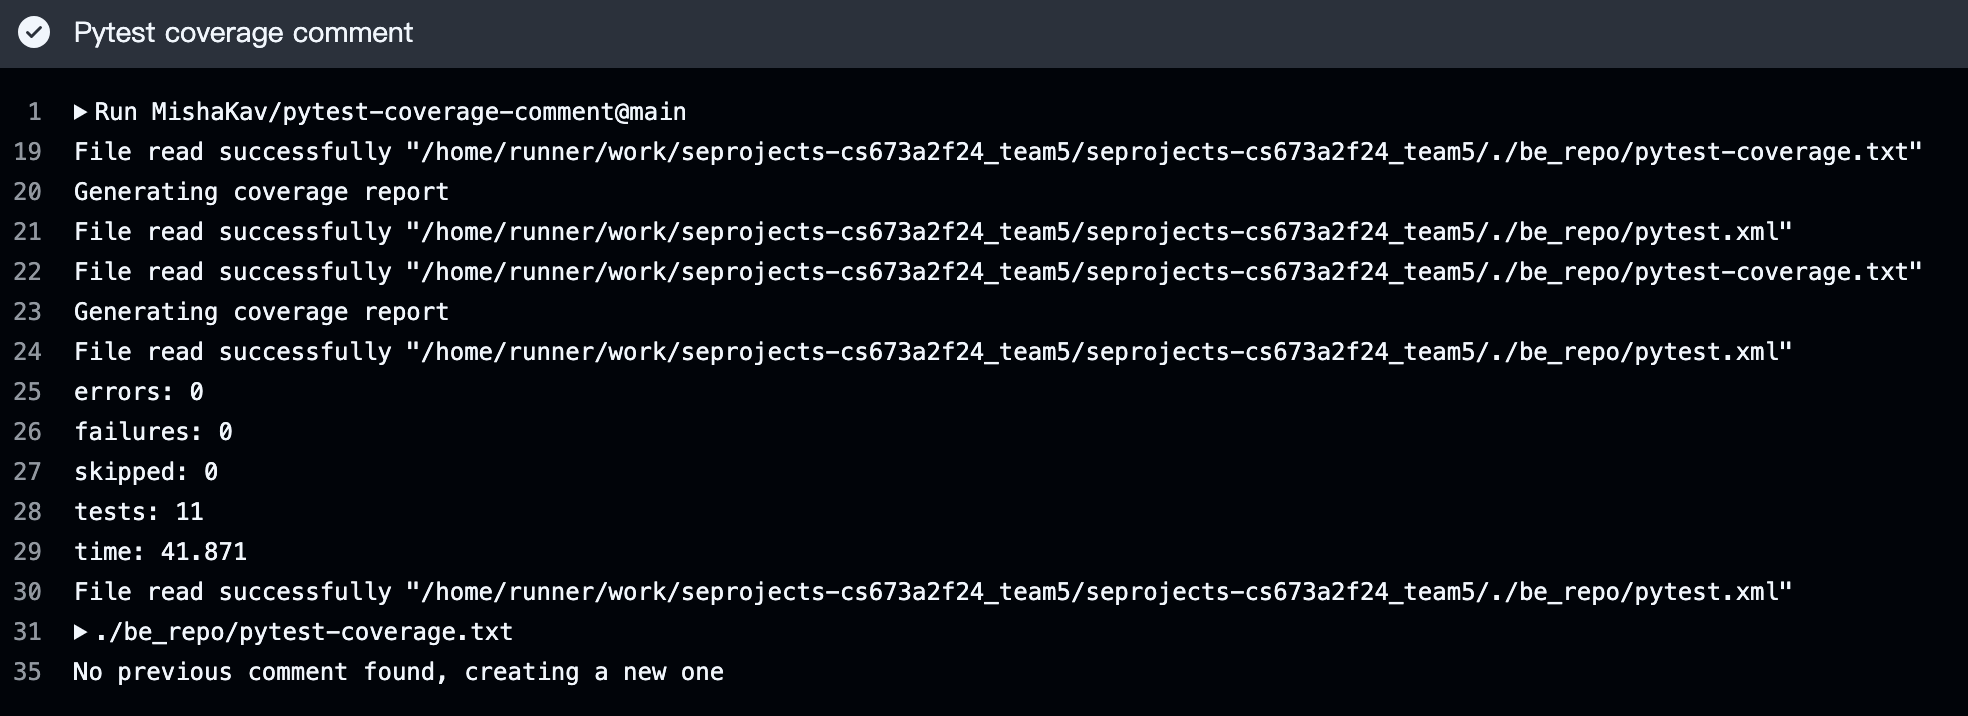 Pytest coverage comment
1 Run MishaKav/pytest-coverage-comment@main
19 File read successfully "/home/runner/work/seprojects-cs673a2f24_team5/seprojects-cs673a2f24_team5/./be_repo/pytest-coverage.txt"
20 Generating coverage report
21 File read successfully "/home/runner/work/seprojects-cs673a2f24_team5/seprojects-cs673a2f24_team5/./be_repo/pytest.xml"
22 File read successfully "/home/runner/work/seprojects-cs673a2f24_team5/seprojects-cs673a2f24_team5/./be_repo/pytest-coverage.txt"
23 Generating coverage report
24 File read successfully "/home/runner/work/seprojects-cs673a2f24_team5/seprojects-cs673a2f24_team5/./be_repo/pytest.xml"
25 errors: 0
26 failures: 0
27 skipped: 0
28 tests: 11
29 time: 41.871
30 File read successfully "/home/runner/work/seprojects-cs673a2f24_team5/seprojects-cs673a2f24_team5/./be_repo/pytest.xml"
31 ./be_repo/pytest-coverage.txt
35 No previous comment found, creating a new one